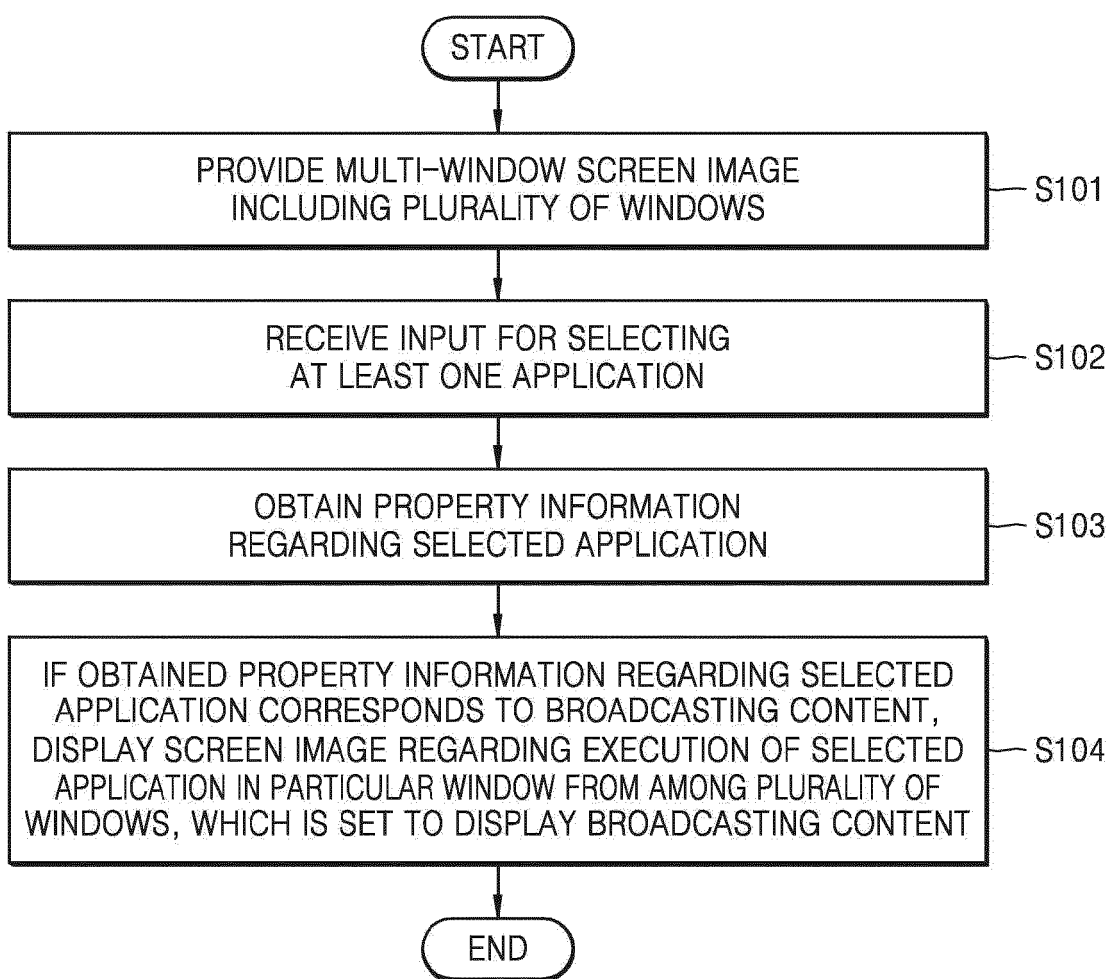 START
PROVIDE MULTI-WINDOW SCREEN IMAGE
INCLUDING PLURALITY OF WINDOWS
S101
RECEIVE INPUT FOR SELECTING
AT LEAST ONE APPLICATION
S102
OBTAIN PROPERTY INFORMATION
REGARDING SELECTED APPLICATION
S103
IF OBTAINED PROPERTY INFORMATION REGARDING SELECTED
APPLICATION CORRESPONDS TO BROADCASTING CONTENT,
DISPLAY SCREEN IMAGE REGARDING EXECUTION OF SELECTED
APPLICATION IN PARTICULAR WINDOW FROM AMONG PLURALITY OF
WINDOWS, WHICH IS SET TO DISPLAY BROADCASTING CONTENT
S104
END